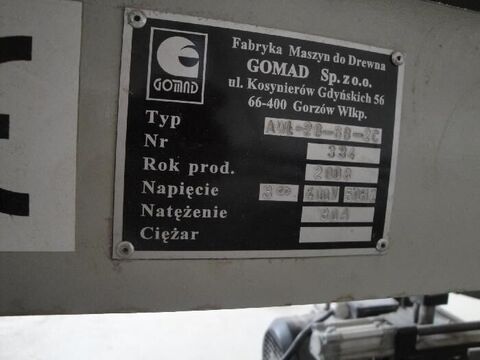 GOMAD
Fabryka Maszyn do Drewna
GOMAD Sp. z o.o.
ul. Kosynierów Gdyńskich 56
66-400 Gorzów Wlkp.
Typ
Nr
Rok prod.
Napięcie
Natężenie
Ciężar